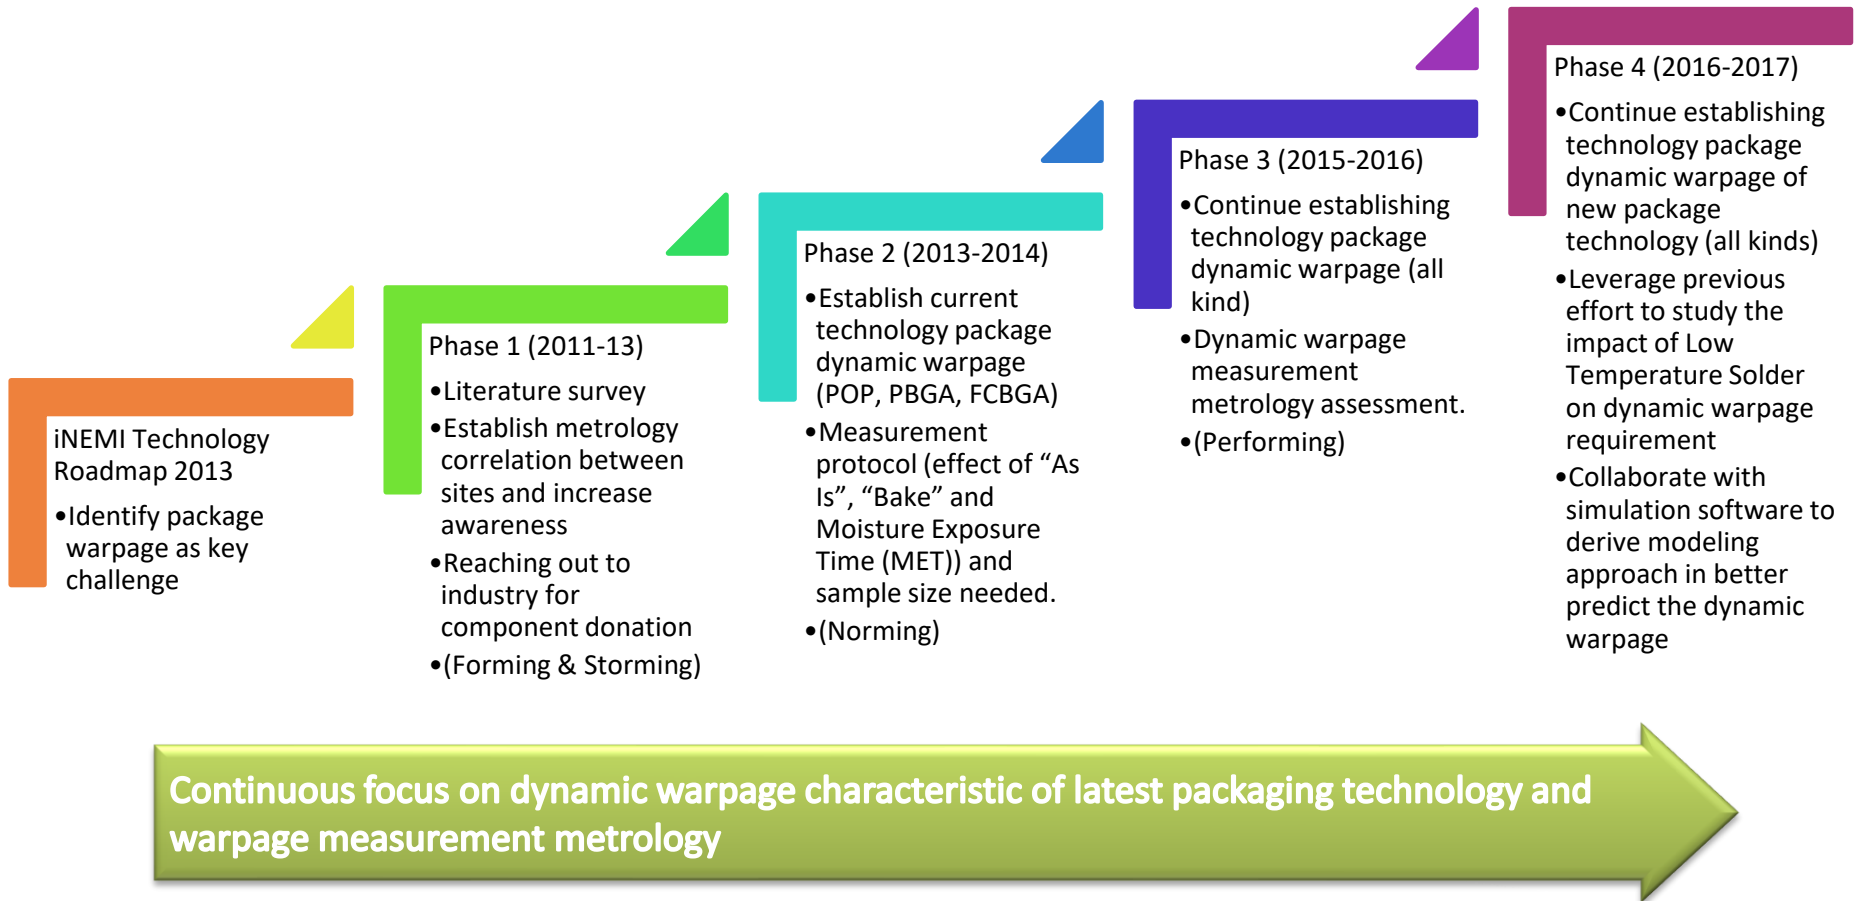 iNEMI Technology
Roadmap 2013
•Identify package
warpage as key
challenge
Phase 1 (2011-13)
•Literature survey
•Establish metrology
correlation between
sites and increase
awareness
•Reaching out to
industry for
component donation
•(Forming & Storming)
Phase 2 (2013-2014)
•Establish current
technology package
dynamic warpage
(POP, PBGA, FCBGA)
•Measurement
protocol (effect of “As
Is”, “Bake” and
Moisture Exposure
Time (MET)) and
sample size needed.
•(Norming)
Phase 3 (2015-2016)
•Continue establishing
technology package
dynamic warpage (all
kind)
•Dynamic warpage
measurement
metrology assessment.
•(Performing)
Phase 4 (2016-2017)
•Continue establishing
technology package
dynamic warpage of
new package
technology (all kinds)
•Leverage previous
effort to study the
impact of Low
Temperature Solder
on dynamic warpage
requirement
•Collaborate with
simulation software to
derive modeling
approach in better
predict the dynamic
warpage
Continuous focus on dynamic warpage characteristic of latest packaging technology and
warpage measurement metrology